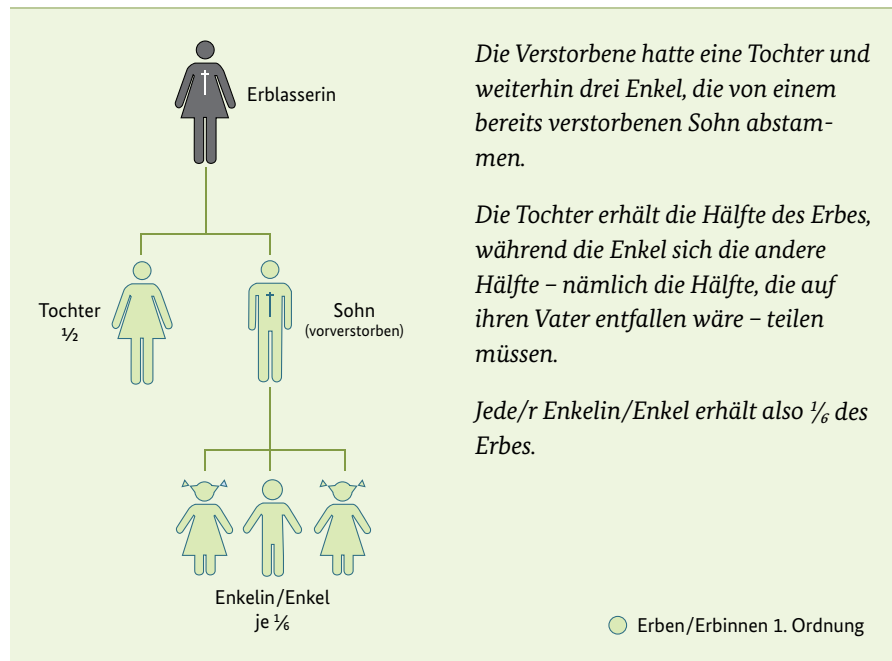 Erblasserin
Tochter
½
Sohn
(vorverstorben)
Enkelin/Enkel
je ⅙
Die Verstorbene hatte eine Tochter und
weiterhin drei Enkel, die von einem
bereits verstorbenen Sohn abstam-
men.
Die Tochter erhält die Hälfte des Erbes,
während die Enkel sich die andere
Hälfte – nämlich die Hälfte, die auf
ihren Vater entfallen wäre – teilen
müssen.
Jede/r Enkelin/Enkel erhält also ⅙ des
Erbes.
Erben/Erbinnen 1. Ordnung